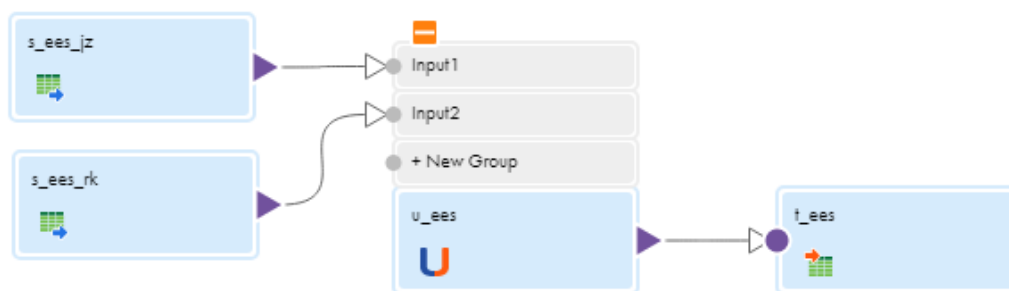 s_ees_jz
Input1
Input2
s_ees_rk
+ New Group
u_ees
t_ees